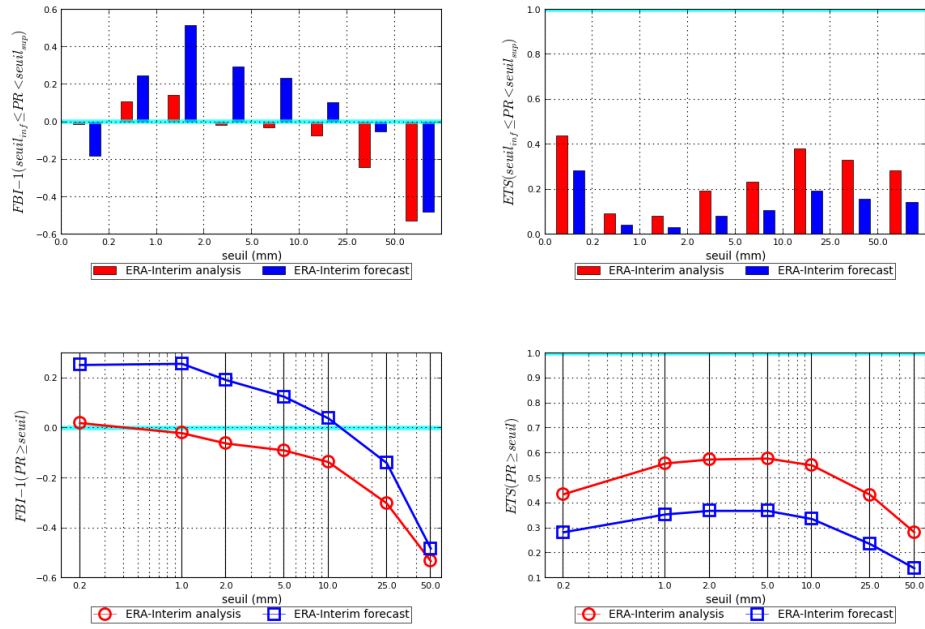 FBI−1(seuil_inf ≤ PR < seuil_sup)
0.6
0.4
0.2
0.0
−0.2
−0.4
−0.6
0.0 0.2 1.0 2.0 5.0 10.0 25.0 50.0
seuil (mm)
ERA-Interim analysis ERA-Interim forecast
ETS(seuil_inf ≤ PR < seuil_sup)
1.0
0.8
0.6
0.4
0.2
0.0
0.0 0.2 1.0 2.0 5.0 10.0 25.0 50.0
seuil (mm)
ERA-Interim analysis ERA-Interim forecast
FBI−1(PR ≥ seuil)
0.2
0.0
−0.2
−0.4
−0.6
0.2 1.0 2.0 5.0 10.0 25.0 50.0
seuil (mm)
ERA-Interim analysis ERA-Interim forecast
ETS(PR ≥ seuil)
1.0
0.9
0.8
0.7
0.6
0.5
0.4
0.3
0.2
0.1
0.2 1.0 2.0 5.0 10.0 25.0 50.0
seuil (mm)
ERA-Interim analysis ERA-Interim forecast